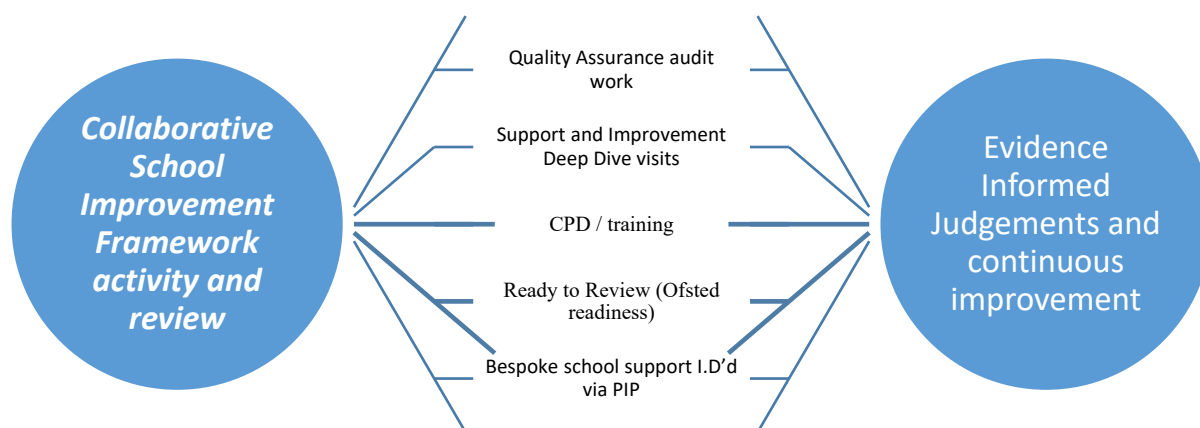 Collaborative
School
Improvement
Framework
activity and
review
Quality Assurance audit
work
Support and Improvement
Deep Dive visits
CPD / training
Ready to Review (Ofsted
readiness)
Bespoke school support I.D’d
via PIP
Evidence
Informed
Judgements and
continuous
improvement